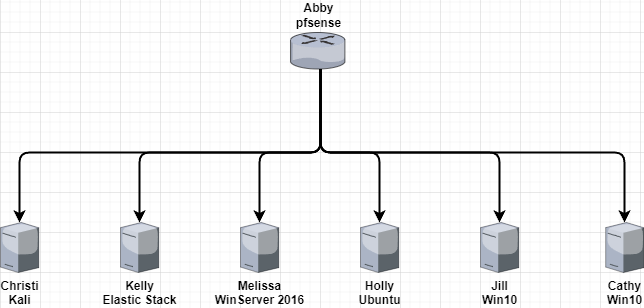 Abby
pfsense
Christi
Kali
Kelly
Elastic Stack
Melissa
WinServer 2016
Holly
Ubuntu
Jill
Win10
Cathy
Win10